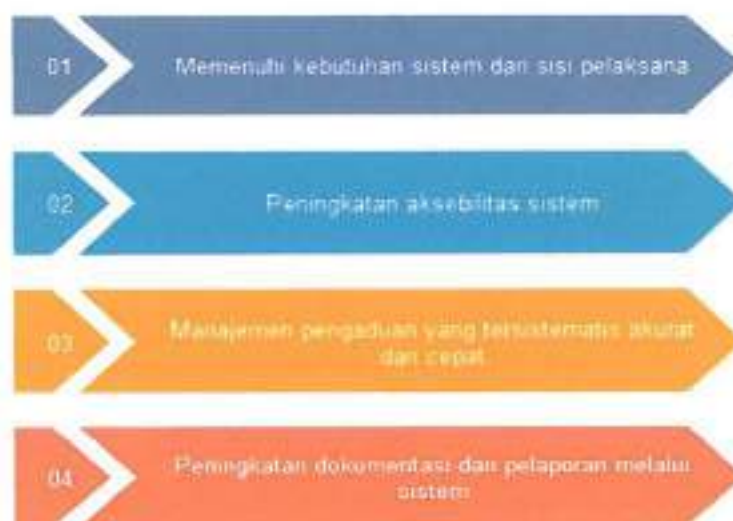 01
Memenuhi kebutuhan sistem dari sisi pelaksana
02
Peningkatan aksebilitas sistem
03
Manajemen pengaduan yang tersistematis akurat
dan cepat
04
Peningkatan dokumentasi dan pelaporan melalui
sistem